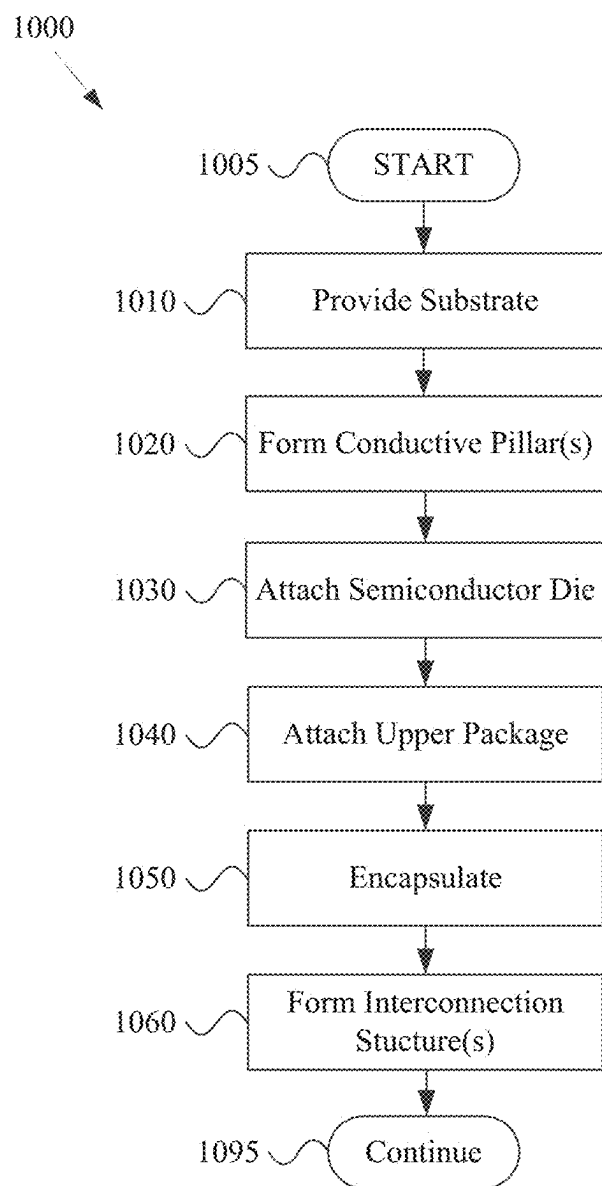 1000
1005 START
1010 Provide Substrate
1020 Form Conductive Pillar(s)
1030 Attach Semiconductor Die
1040 Attach Upper Package
1050 Encapsulate
1060 Form Interconnection
Stucture(s)
1095 Continue